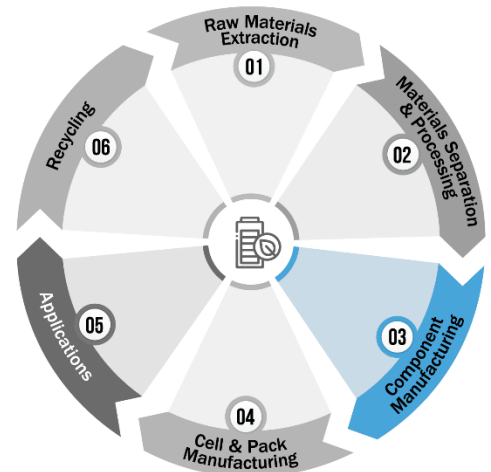 Raw Materials
Extraction
01
Materials Separation
& Processing
02
03
Component
Manufacturing
04
Cell & Pack
Manufacturing
05
Applications
06
Recycling